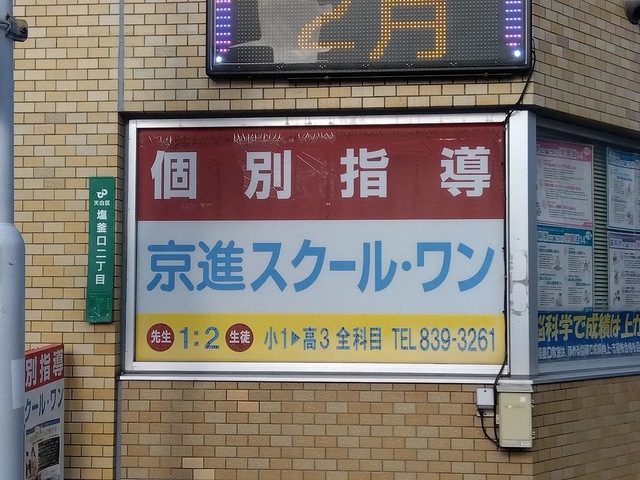 2月
個別指導
京進スクール・ワン
先生 1:2 生徒 小1▶高3 全科目 TEL 839-3261
天白区
塩釜口二丁目
別指導
クール・ワン
脳科学で成績は上が